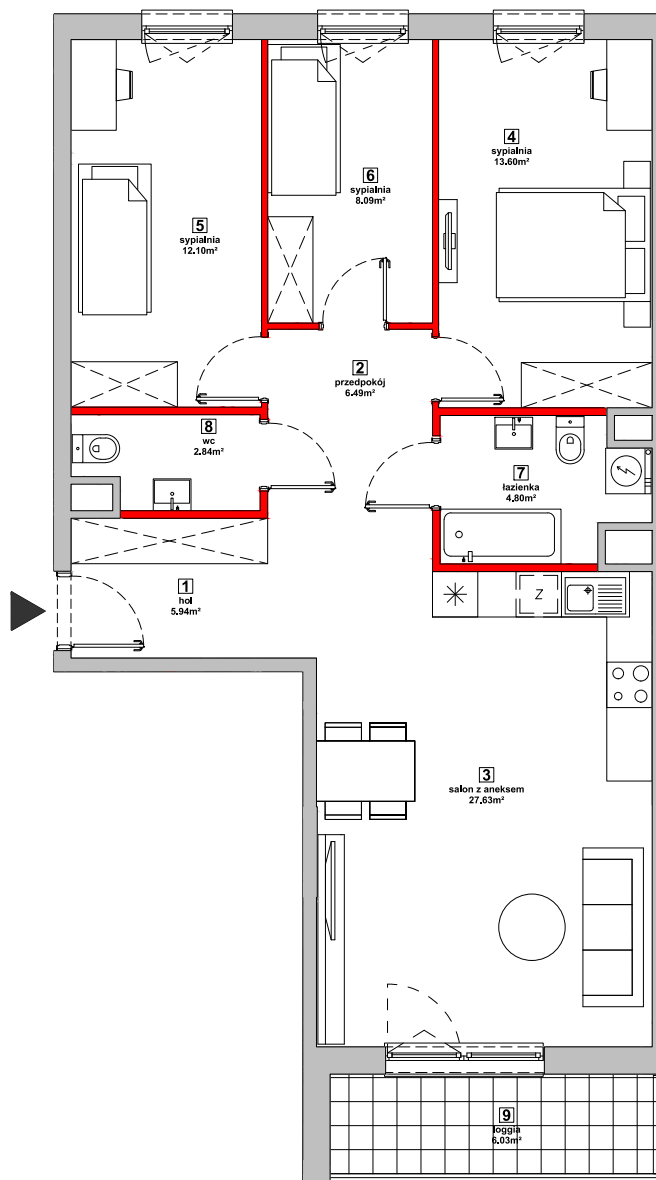 4
sypialnia
13.60m²
6
sypialnia
8.09m²
5
sypialnia
12.10m²
2
przedpokój
6.49m²
8
wc
2.84m²
7
łazienka
4.80m²
1
hol
5.94m²
Z
3
salon z aneksem
27.63m²
9
loggia
6.03m²